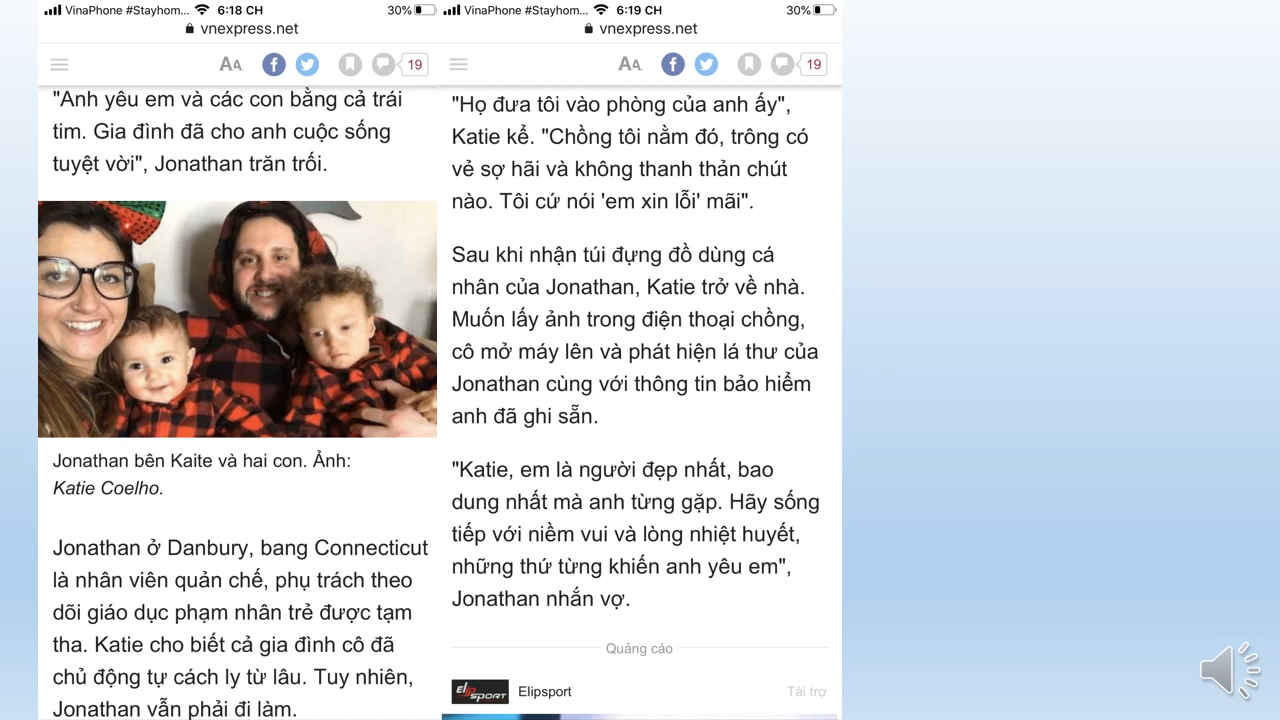 VinaPhone #Stayhom... 6:18 CH 30%
vnexpress.net
AA 19
"Anh yêu em và các con bằng cả trái
tim. Gia đình đã cho anh cuộc sống
tuyệt vời", Jonathan trăn trối.
Jonathan bên Kaite và hai con. Ảnh:
Katie Coelho.
Jonathan ở Danbury, bang Connecticut
là nhân viên quản chế, phụ trách theo
dõi giáo dục phạm nhân trẻ được tạm
tha. Katie cho biết cả gia đình cô đã
chủ động tự cách ly từ lâu. Tuy nhiên,
Jonathan vẫn phải đi làm.
VinaPhone #Stayhom... 6:19 CH 30%
vnexpress.net
AA 19
"Họ đưa tôi vào phòng của anh ấy",
Katie kể. "Chồng tôi nằm đó, trông có
vẻ sợ hãi và không thanh thản chút
nào. Tôi cứ nói 'em xin lỗi' mãi".
Sau khi nhận túi đựng đồ dùng cá
nhân của Jonathan, Katie trở về nhà.
Muốn lấy ảnh trong điện thoại chồng,
cô mở máy lên và phát hiện lá thư của
Jonathan cùng với thông tin bảo hiểm
anh đã ghi sẵn.
"Katie, em là người đẹp nhất, bao
dung nhất mà anh từng gặp. Hãy sống
tiếp với niềm vui và lòng nhiệt huyết,
những thứ từng khiến anh yêu em",
Jonathan nhắn vợ.
Quảng cáo
elipsport Elipsport Tài trợ